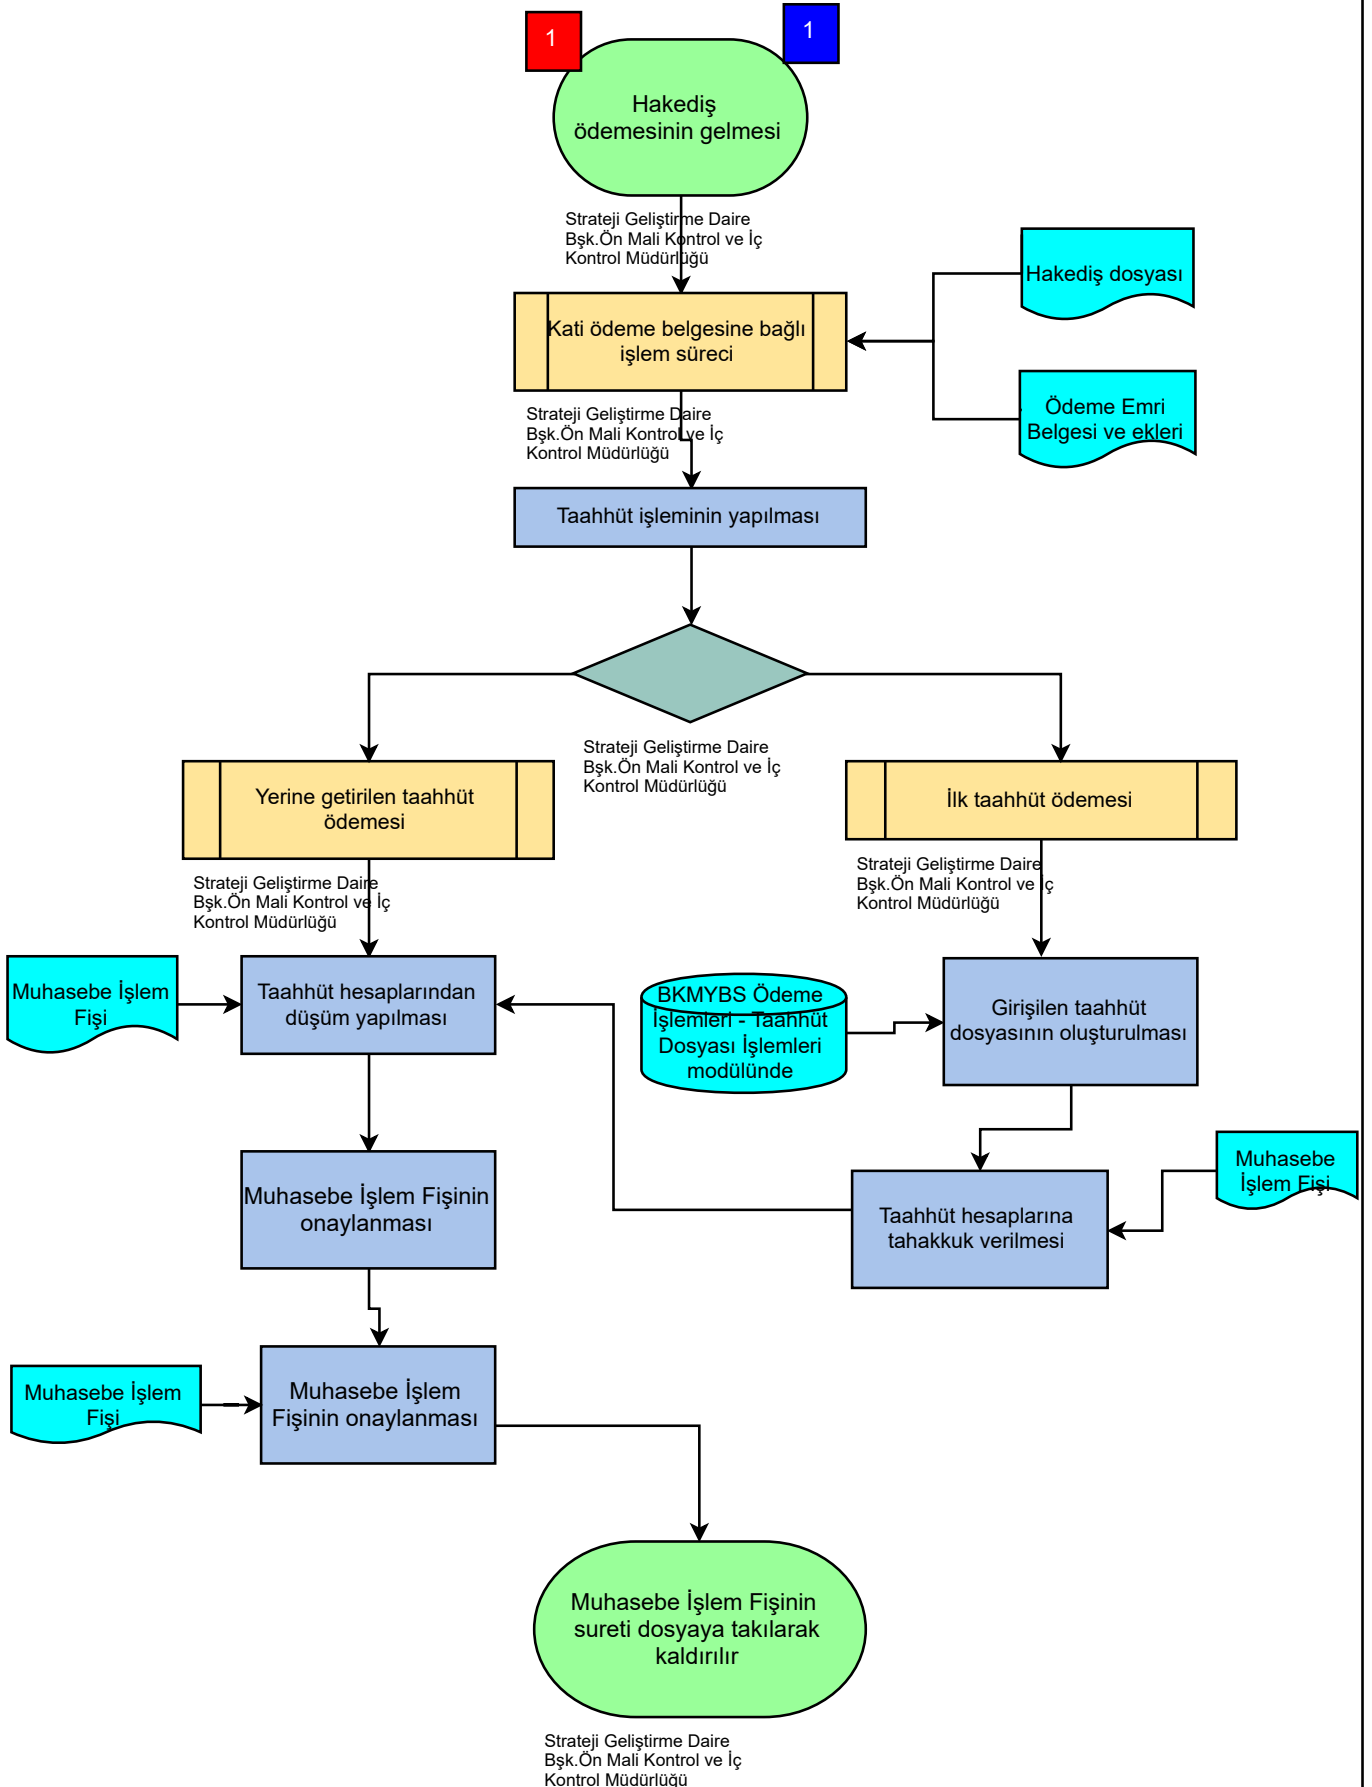 1
1
Hakediş
ödemesinin gelmesi
Strateji Geliştirme Daire
Bşk.Ön Mali Kontrol ve İç
Kontrol Müdürlüğü
Hakediş dosyası
Kati ödeme belgesine bağlı
işlem süreci
Ödeme Emri
Belgesi ve ekleri
Strateji Geliştirme Daire
Bşk.Ön Mali Kontrol ve İç
Kontrol Müdürlüğü
Taahhüt işleminin yapılması
Strateji Geliştirme Daire
Bşk.Ön Mali Kontrol ve İç
Kontrol Müdürlüğü
Yerine getirilen taahhüt
ödemesi
İlk taahhüt ödemesi
Strateji Geliştirme Daire
Bşk.Ön Mali Kontrol ve İç
Kontrol Müdürlüğü
Strateji Geliştirme Daire
Bşk.Ön Mali Kontrol ve İç
Kontrol Müdürlüğü
Muhasebe İşlem
Fişi
Taahhüt hesaplarından
düşüm yapılması
BKMYBS Ödeme
İşlemleri - Taahhüt
Dosyası İşlemleri
modülünde
Girişilen taahhüt
dosyasının oluşturulması
Muhasebe İşlem Fişinin
onaylanması
Taahhüt hesaplarına
tahakkuk verilmesi
Muhasebe
İşlem Fişi
Muhasebe İşlem
Fişi
Muhasebe İşlem
Fişinin onaylanması
Muhasebe İşlem Fişinin
sureti dosyaya takılarak
kaldırılır
Strateji Geliştirme Daire
Bşk.Ön Mali Kontrol ve İç
Kontrol Müdürlüğü